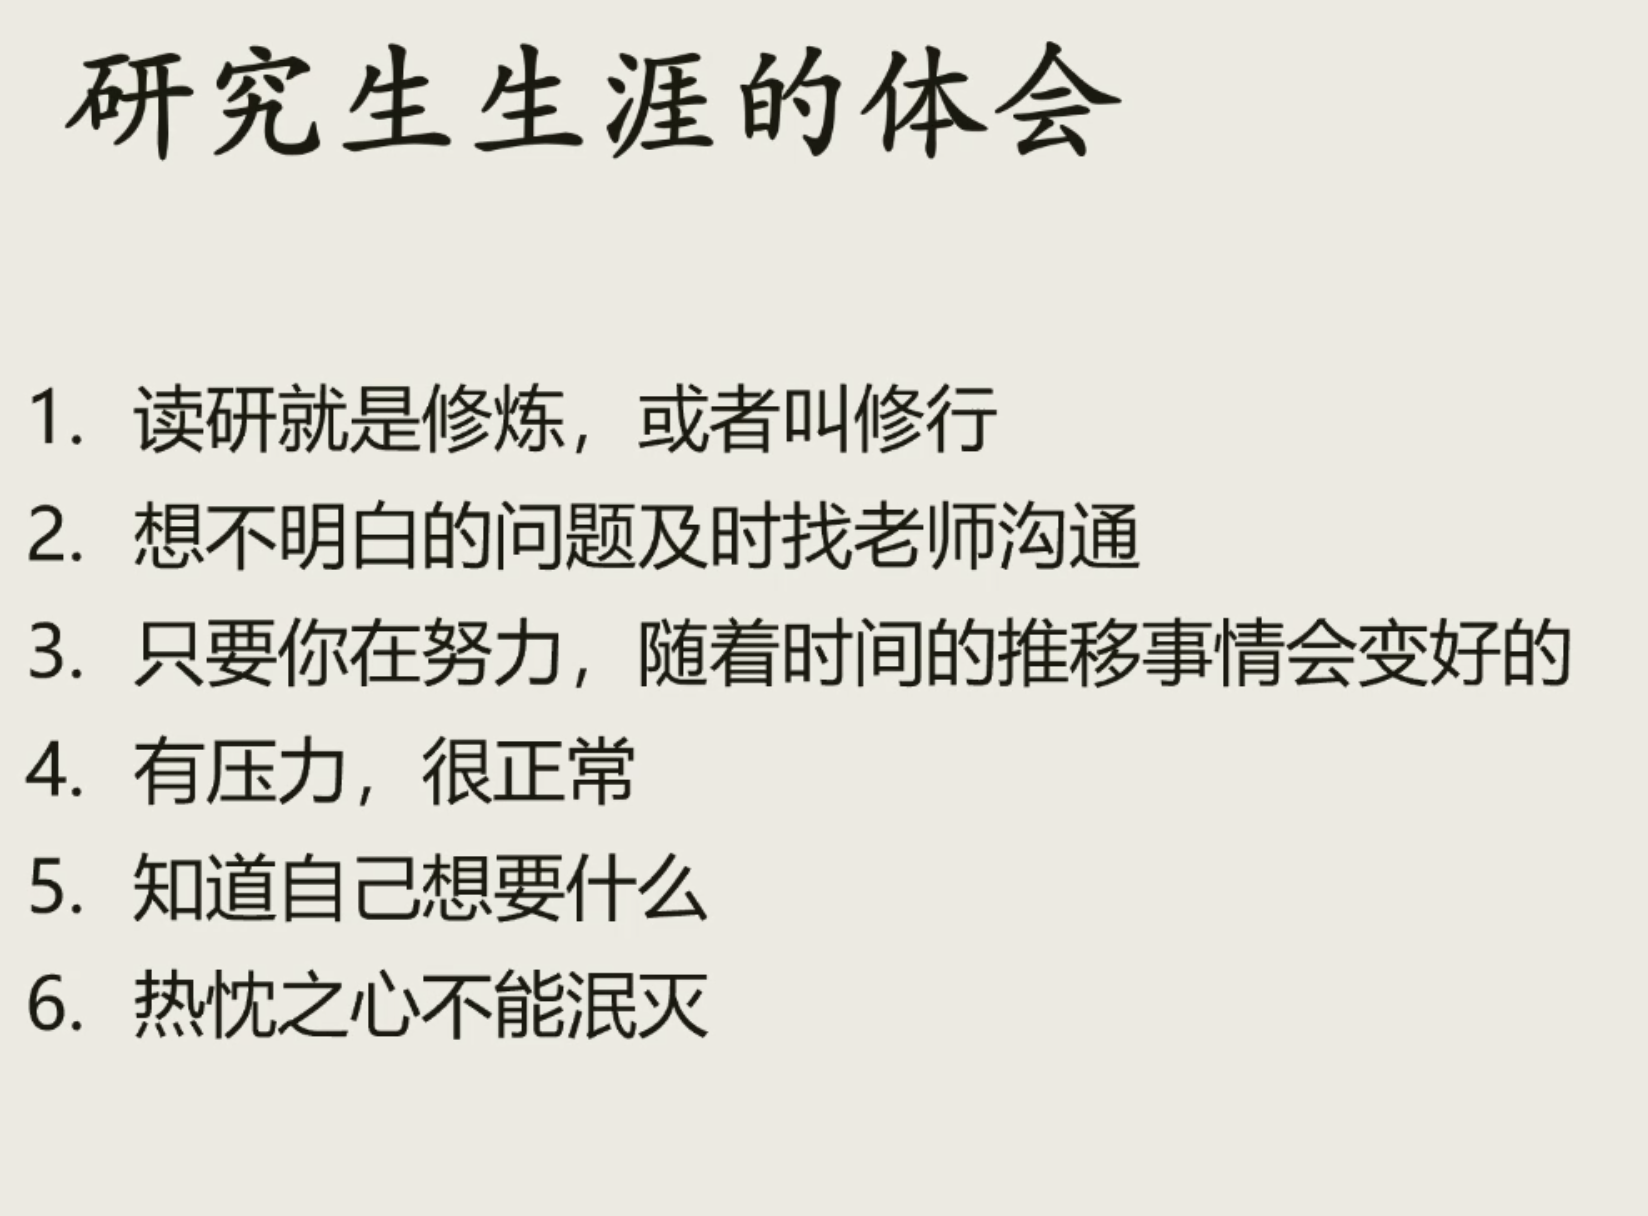 研究生生涯的体会
1. 读研就是修炼，或者叫修行
2. 想不明白的问题及时找老师沟通
3. 只要你在努力，随着时间的推移事情会变好的
4. 有压力，很正常
5. 知道自己想要什么
6. 热忱之心不能泯灭